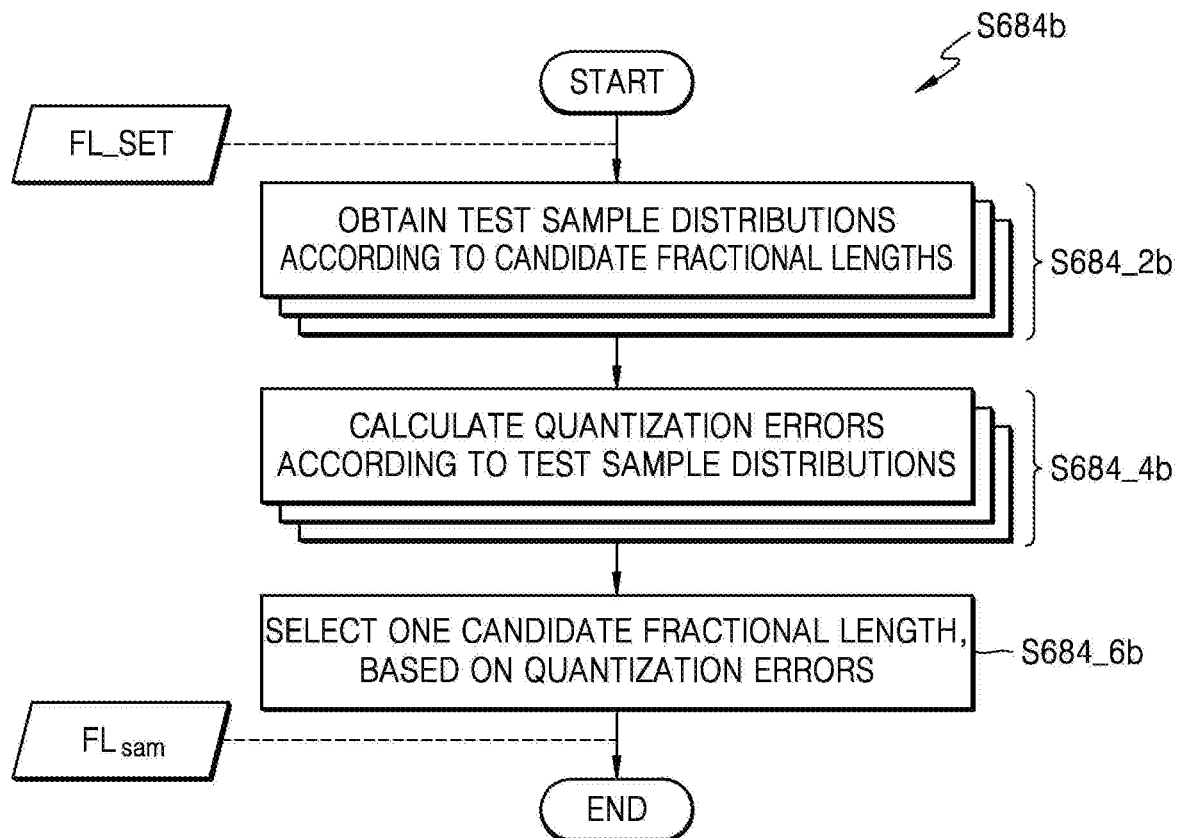 S684b
START
FL_SET
OBTAIN TEST SAMPLE DISTRIBUTIONS
ACCORDING TO CANDIDATE FRACTIONAL LENGTHS
S684_2b
CALCULATE QUANTIZATION ERRORS
ACCORDING TO TEST SAMPLE DISTRIBUTIONS
S684_4b
SELECT ONE CANDIDATE FRACTIONAL LENGTH,
BASED ON QUANTIZATION ERRORS
S684_6b
FLsam
END